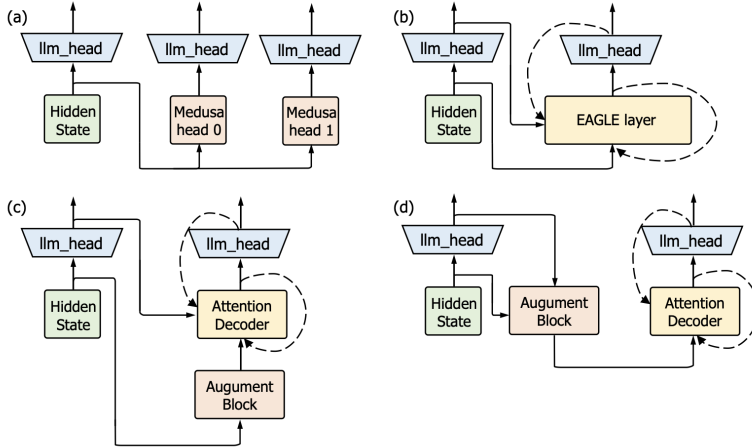 (a)
llm_head
llm_head
llm_head
Hidden
State
Medusa
head 0
Medusa
head 1
(b)
llm_head
llm_head
Hidden
State
EAGLE layer
(c)
llm_head
llm_head
Hidden
State
Attention
Decoder
Augument
Block
(d)
llm_head
llm_head
Hidden
State
Augument
Block
Attention
Decoder